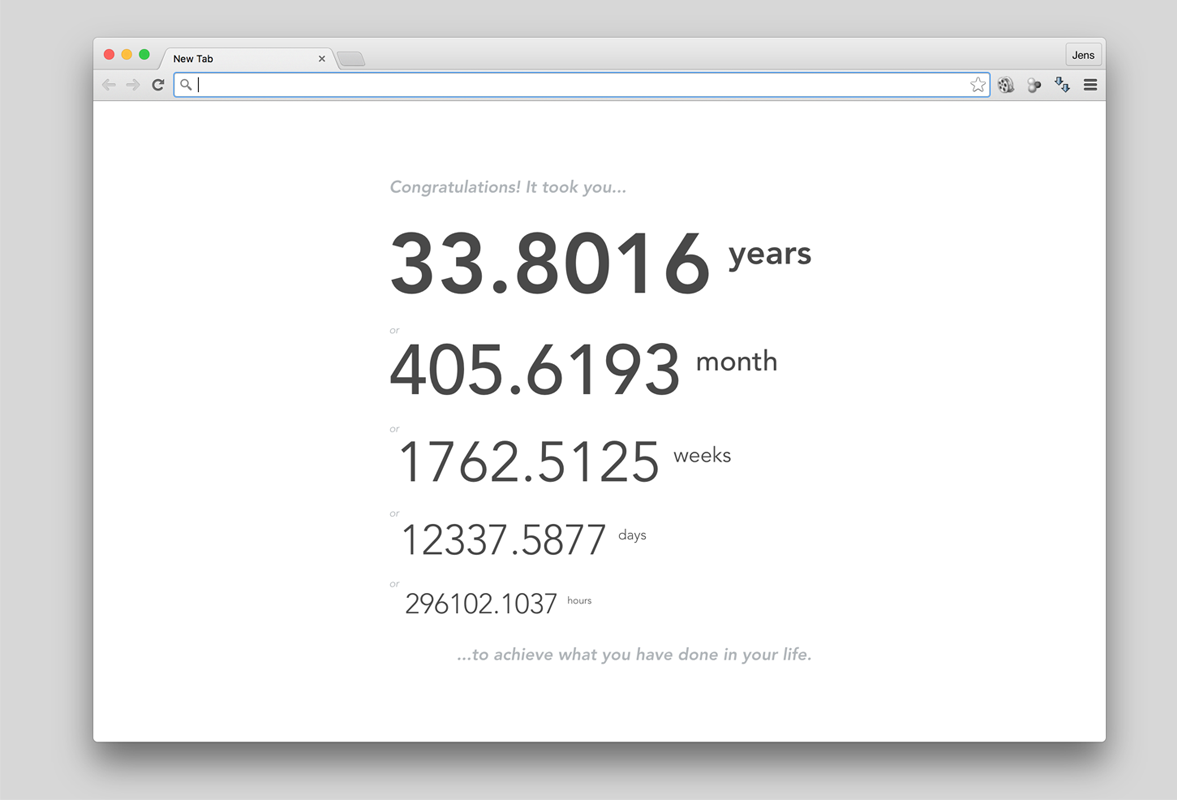 New Tab
Jens
Congratulations! It took you...
33.8016 years
or
405.6193 month
or
1762.5125 weeks
or
12337.5877 days
or
296102.1037 hours
...to achieve what you have done in your life.